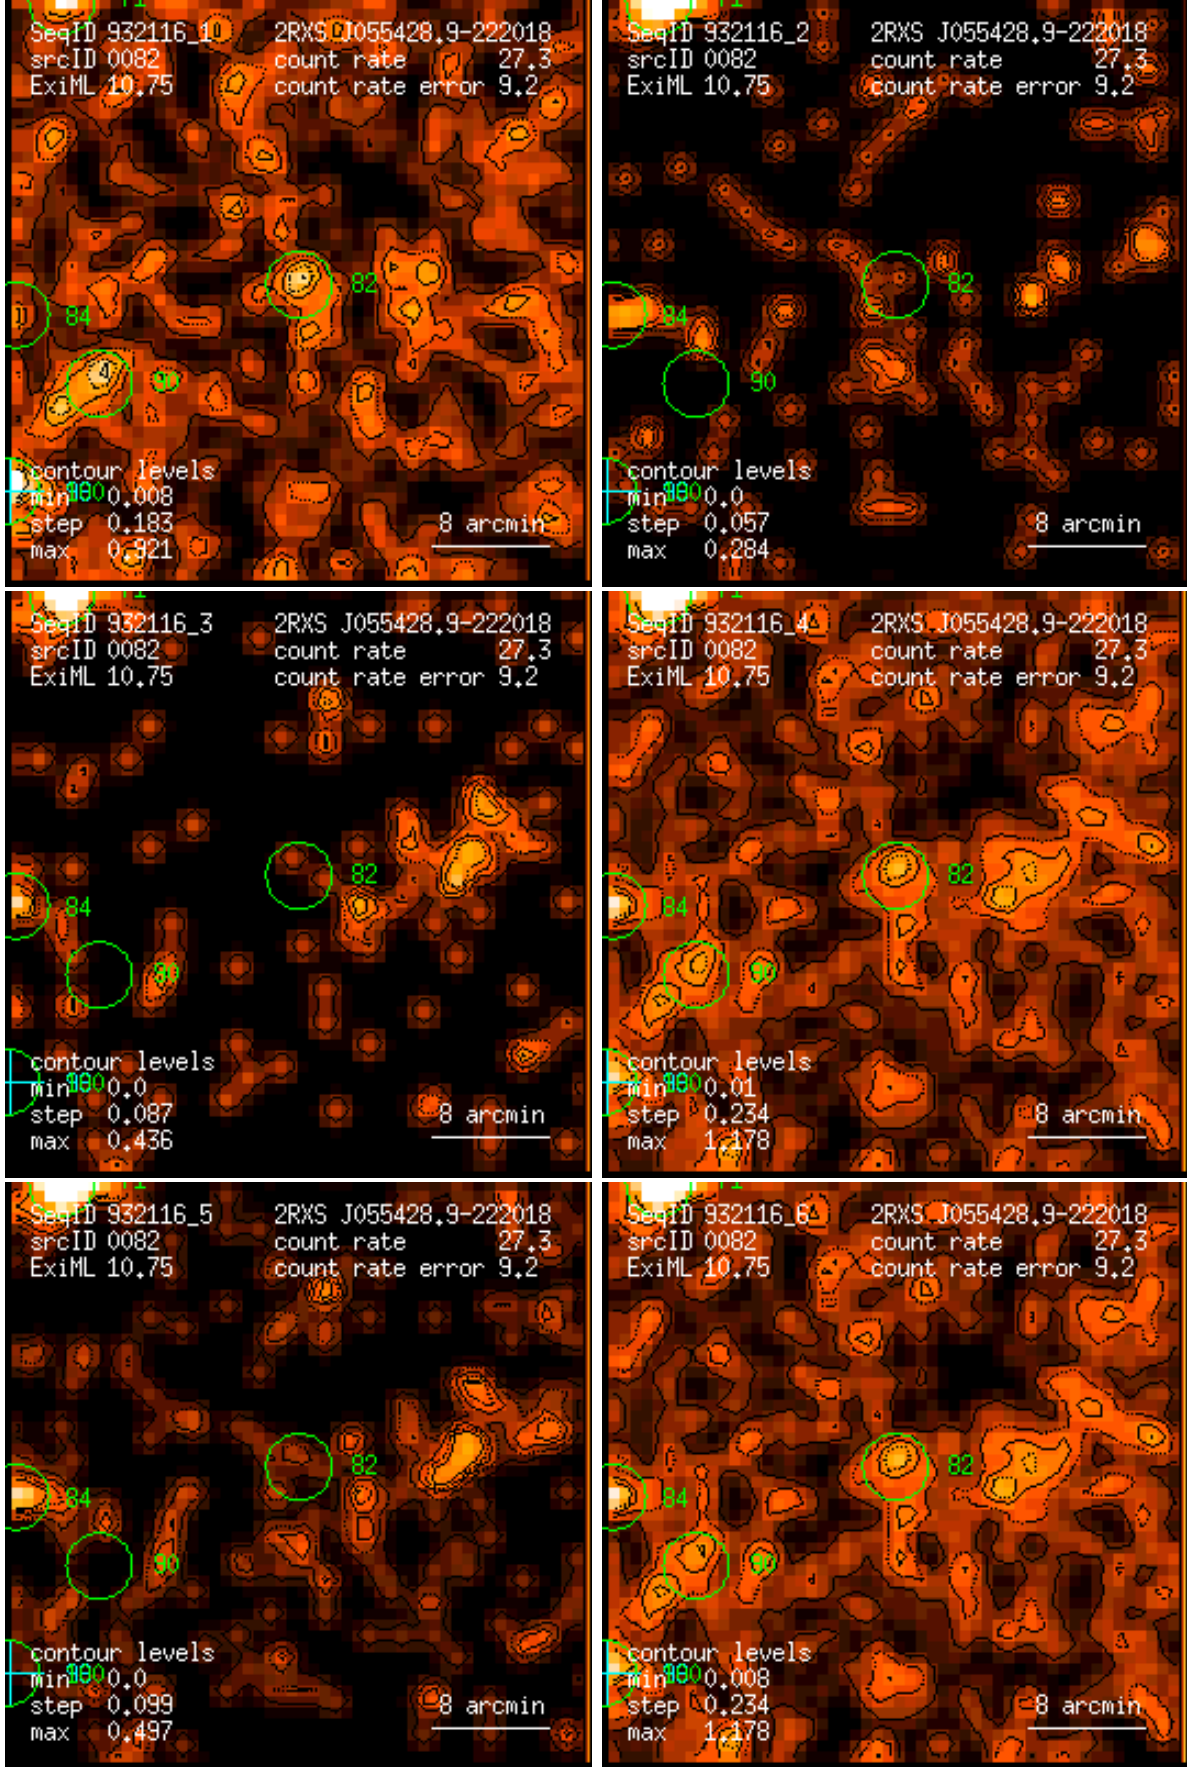 71
SeqID 932116_1 2RXS J055428.9-222018
srcID 0082 count rate 27.3
ExiML 10.75 count rate error 9.2
82
84
90
contour levels
min 0.008
step 0.183
max 0.921
8 arcmin
71
SeqID 932116_2 2RXS J055428.9-222018
srcID 0082 count rate 27.3
ExiML 10.75 count rate error 9.2
82
84
90
contour levels
min 0.0
step 0.057
max 0.284
8 arcmin
71
SeqID 932116_3 2RXS J055428.9-222018
srcID 0082 count rate 27.3
ExiML 10.75 count rate error 9.2
82
84
90
contour levels
min 0.0
step 0.087
max 0.436
8 arcmin
71
SeqID 932116_4 2RXS J055428.9-222018
srcID 0082 count rate 27.3
ExiML 10.75 count rate error 9.2
82
84
90
contour levels
min 0.01
step 0.234
max 1.178
8 arcmin
71
SeqID 932116_5 2RXS J055428.9-222018
srcID 0082 count rate 27.3
ExiML 10.75 count rate error 9.2
82
84
90
contour levels
min 0.0
step 0.099
max 0.497
8 arcmin
71
SeqID 932116_6 2RXS J055428.9-222018
srcID 0082 count rate 27.3
ExiML 10.75 count rate error 9.2
82
84
90
contour levels
min 0.008
step 0.234
max 1.178
8 arcmin